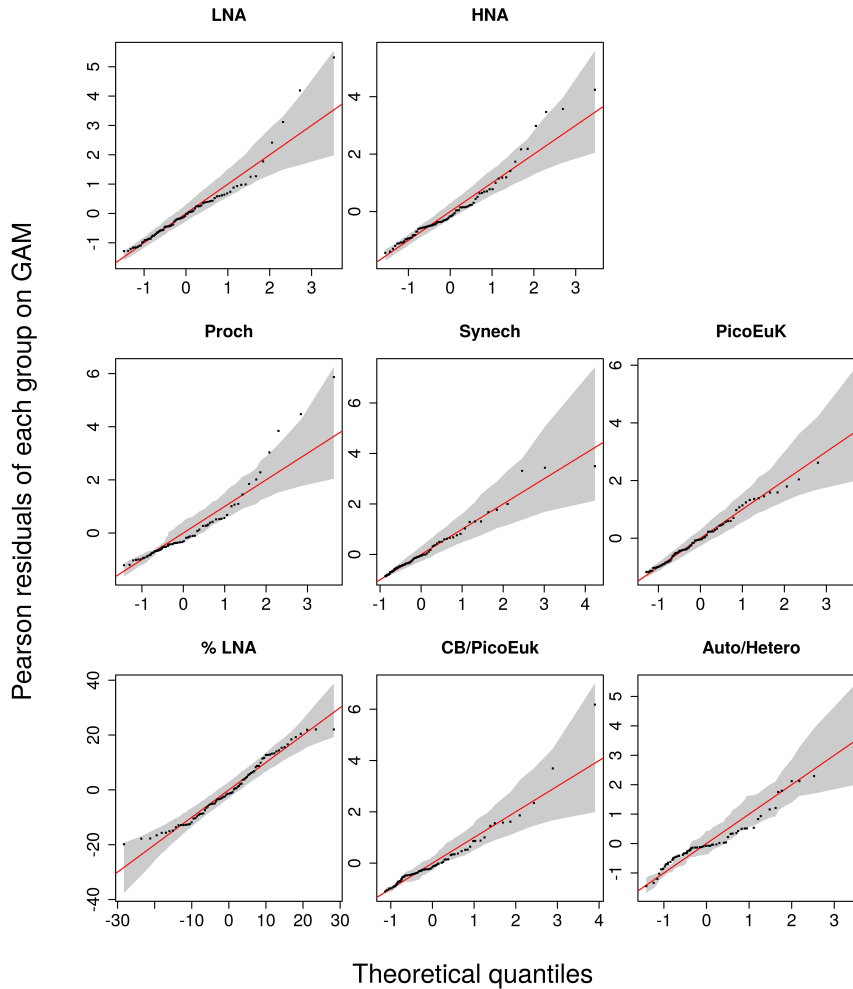 LNA
HNA
-1 0 1 2 3 4 5
0 2 4
-1 0 1 2 3
-1 0 1 2 3
Pearson residuals of each group on GAM
Proch
Synech
PicoEuK
0 2 4 6
0 2 4 6
0 2 4 6
-1 0 1 2 3
-1 0 1 2 3 4
-1 0 1 2 3
% LNA
CB/PicoEuk
Auto/Hetero
-40 -20 0 20 40
0 2 4 6
-1 0 1 2 3 4 5
-30 -10 0 10 20 30
-1 0 1 2 3 4
-1 0 1 2 3
Theoretical quantiles